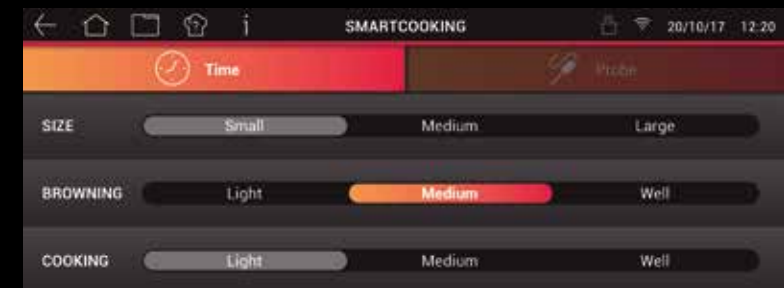 SMARTCOOKING 20/10/17 12:20
Time Probe
SIZE Small Medium Large
BROWNING Light Medium Well
COOKING Light Medium Well